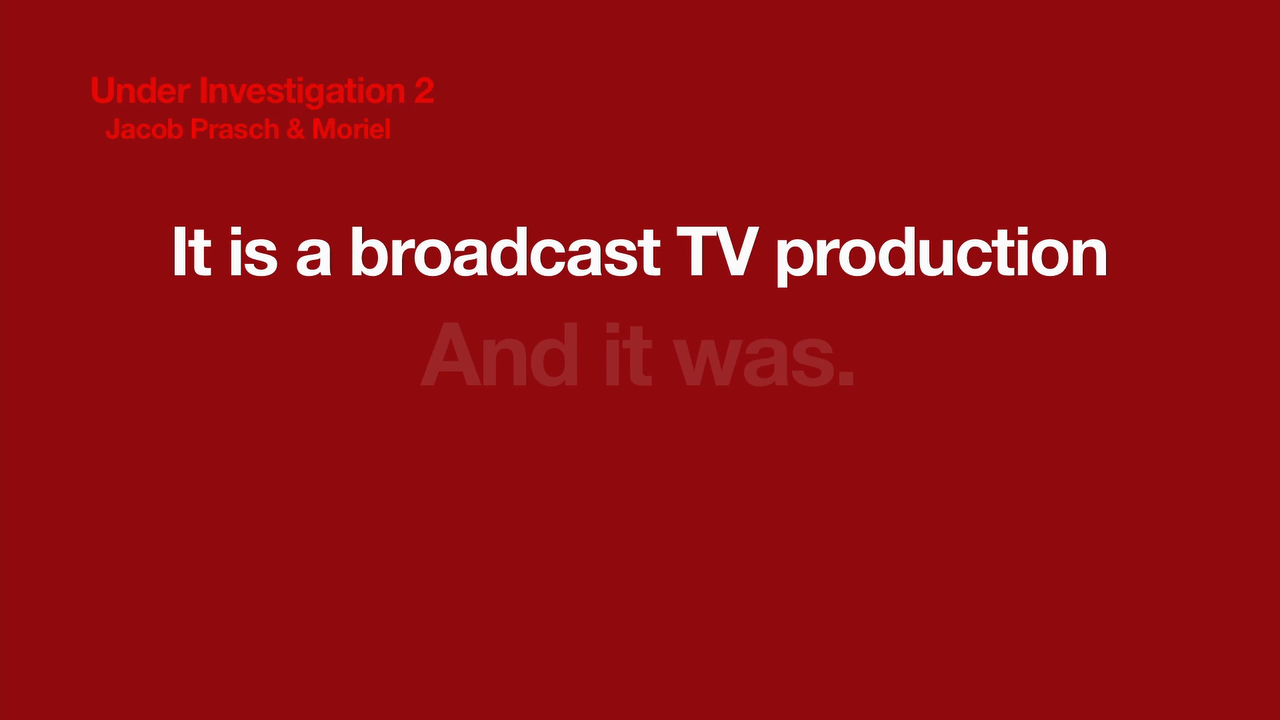 Under Investigation 2
Jacob Prasch & Moriel
It is a broadcast TV production
And it was.